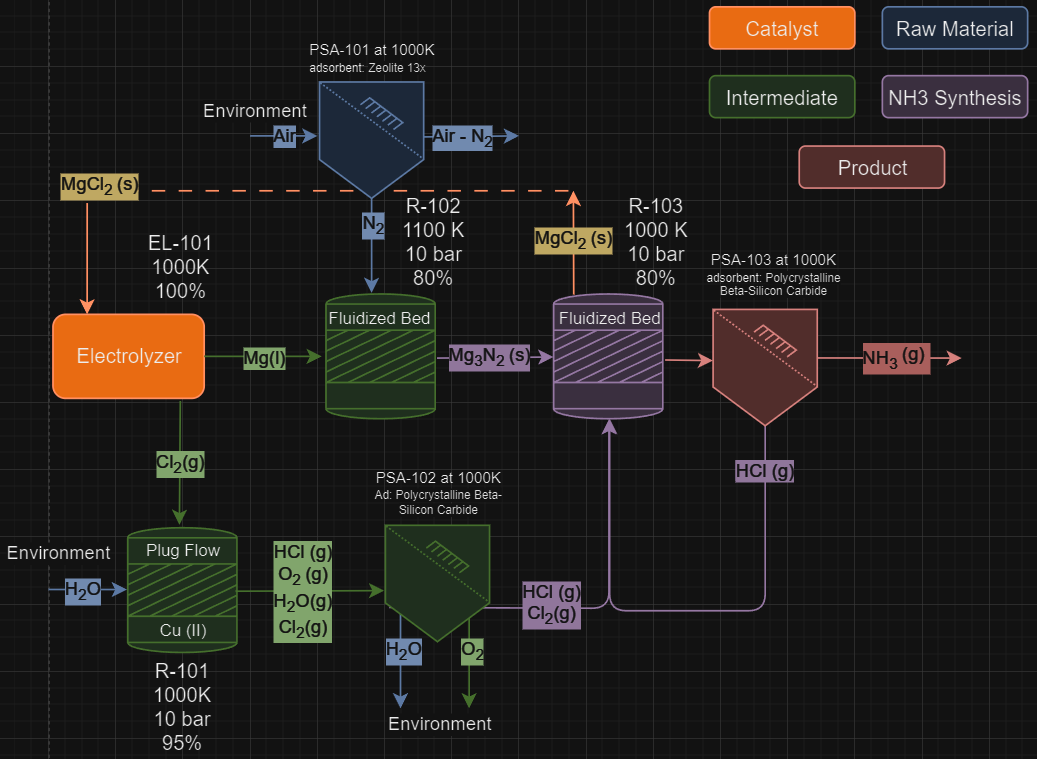 Catalyst
Raw Material
Intermediate
NH3 Synthesis
Product
PSA-101 at 1000K
adsorbent: Zeolite 13x
Environment
Air
Air - N₂
MgCl₂ (s)
N₂
R-102
1100 K
10 bar
80%
R-103
1000 K
10 bar
80%
MgCl₂ (s)
EL-101
1000K
100%
PSA-103 at 1000K
adsorbent: Polycrystalline
Beta-Silicon Carbide
Electrolyzer
Mg(l)
Fluidized Bed
Mg₃N₂ (s)
Fluidized Bed
NH₃ (g)
Cl₂(g)
HCl (g)
PSA-102 at 1000K
Ad: Polycrystalline Beta-
Silicon Carbide
Environment
H₂O
Plug Flow
Cu (II)
HCl (g)
O₂ (g)
H₂O(g)
Cl₂(g)
HCl (g)
Cl₂(g)
H₂O
O₂
Environment
R-101
1000K
10 bar
95%